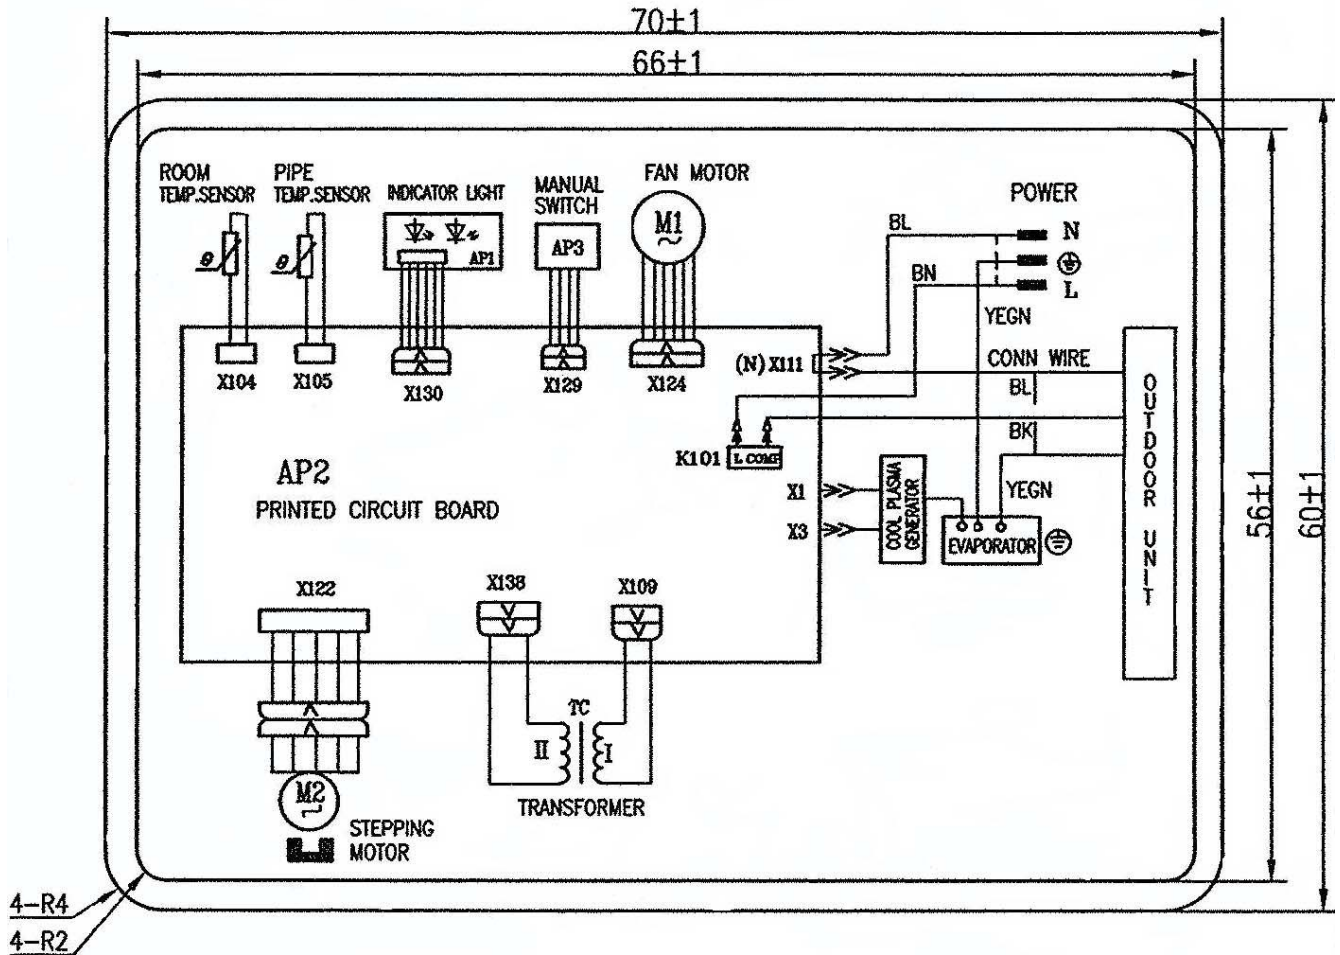 70±1
66±1
ROOM
TEMP.SENSOR
PIPE
TEMP.SENSOR
INDICATOR LIGHT
MANUAL
SWITCH
FAN MOTOR
POWER
θ
θ
AP1
AP3
M1
~
BL
N
BN
L
YEGN
X104
X105
X130
X129
X124
(N) X111
CONN WIRE
BL
BK
K101
L COMP
AP2
PRINTED CIRCUIT BOARD
X1
X3
COOL PLASMA
GENERATOR
YEGN
EVAPORATOR
OUTDOOR UNIT
56±1
60±1
X122
X138
X109
TC
II
I
TRANSFORMER
M2
STEPPING
MOTOR
4-R4
4-R2